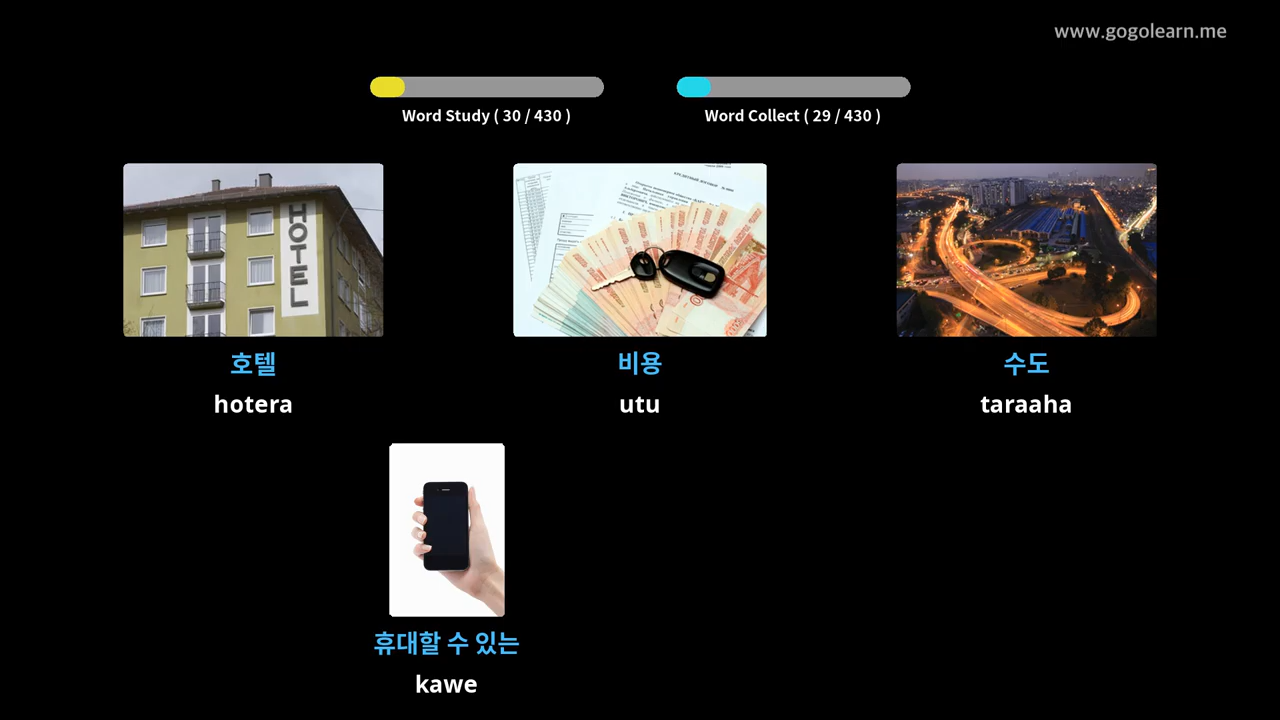 www.gogolearn.me
Word Study ( 30 / 430 )
Word Collect ( 29 / 430 )
HOTEL
호텔
hotera
비용
utu
수도
taraaha
휴대할 수 있는
kawe